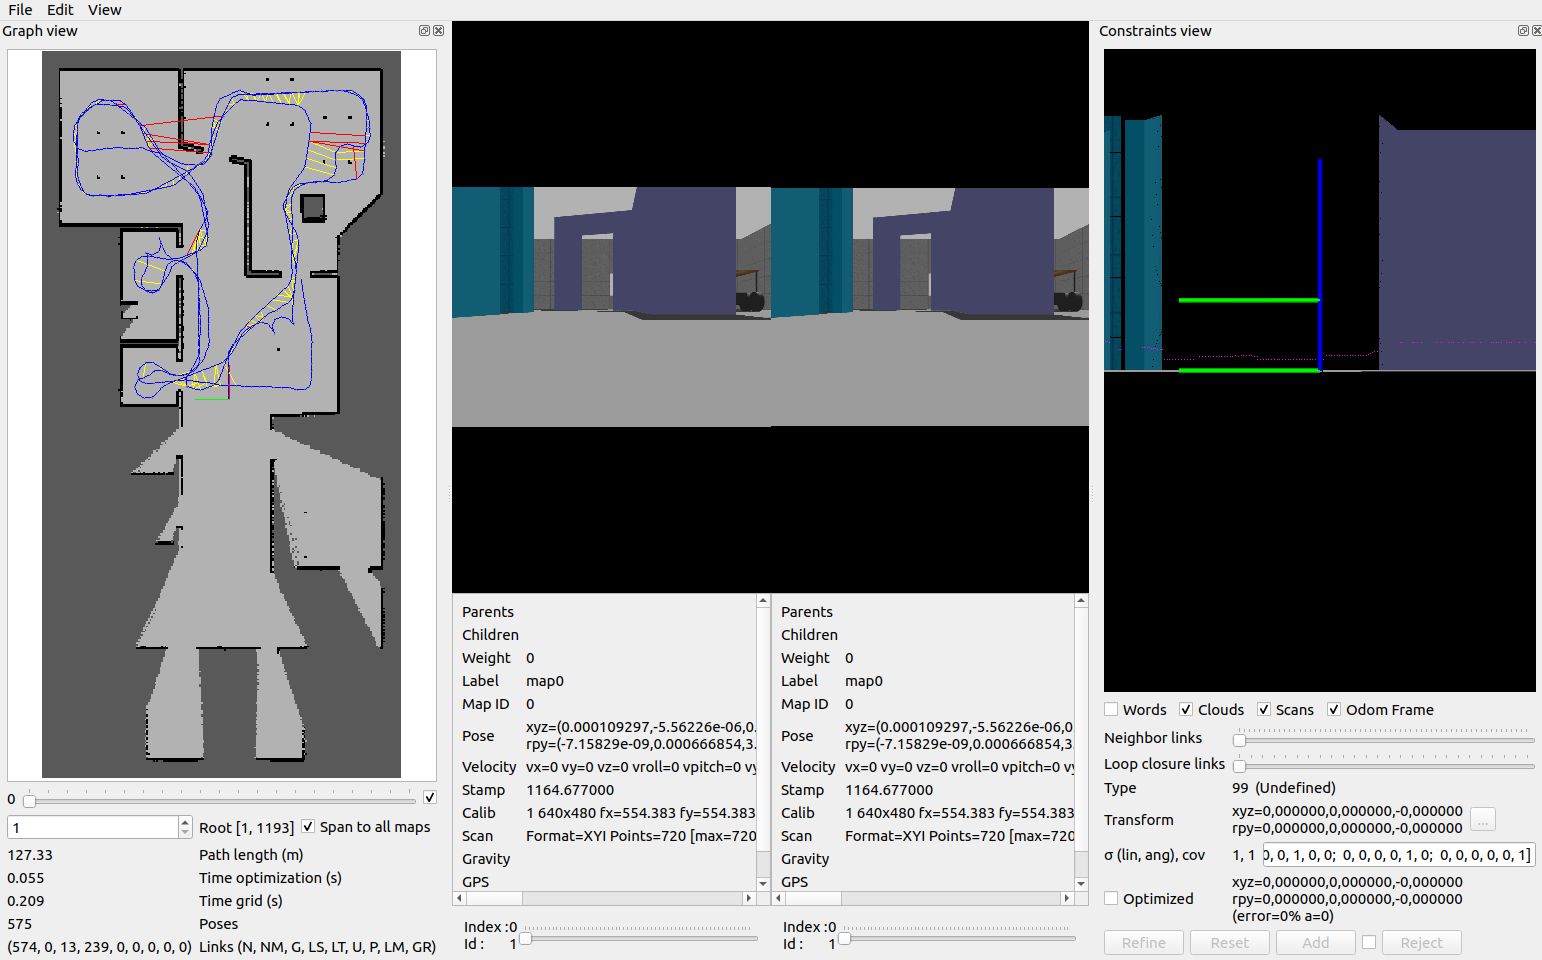 File Edit View
Graph view
0
1
Root [1, 1193]
Span to all maps
127.33 Path length (m)
0.055 Time optimization (s)
0.209 Time grid (s)
575 Poses
(574, 0, 13, 239, 0, 0, 0, 0, 0) Links (N, NM, G, LS, LT, U, P, LM, GR)
Parents
Children
Weight 0
Label map0
Map ID 0
Pose xyz=(0.000109297,-5.56226e-06,0.
rpy=(-7.15829e-09,0.000666854,3.
Velocity vx=0 vy=0 vz=0 vroll=0 vpitch=0 vy
Stamp 1164.677000
Calib 1 640x480 fx=554.383 fy=554.383
Scan Format=XYI Points=720 [max=720
Gravity
GPS
Index :0
Id : 1
Parents
Children
Weight 0
Label map0
Map ID 0
Pose xyz=(0.000109297,-5.56226e-06,0.
rpy=(-7.15829e-09,0.000666854,3.
Velocity vx=0 vy=0 vz=0 vroll=0 vpitch=0 vy
Stamp 1164.677000
Calib 1 640x480 fx=554.383 fy=554.383
Scan Format=XYI Points=720 [max=720
Gravity
GPS
Index :0
Id : 1
Constraints view
Words Clouds Scans Odom Frame
Neighbor links
Loop closure links
Type 99 (Undefined)
Transform xyz=0,000000,0,000000,-0,000000
rpy=0,000000,0,000000,-0,000000
...
σ (lin, ang), cov 1, 1 0, 0, 1, 0, 0; 0, 0, 0, 0, 1, 0; 0, 0, 0, 0, 0, 1]
Optimized xyz=0,000000,0,000000,-0,000000
rpy=0,000000,0,000000,-0,000000
(error=0% a=0)
Refine Reset Add Reject